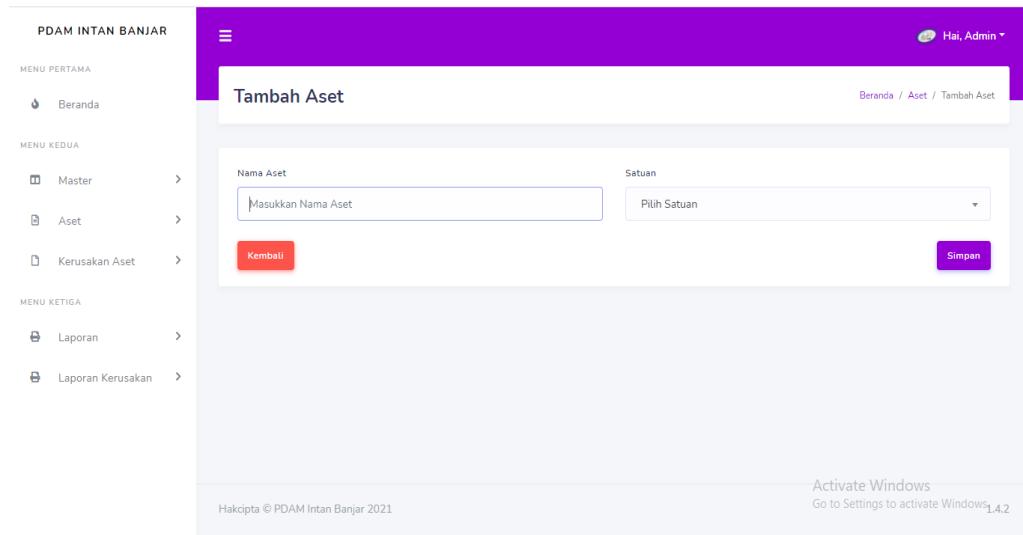 PDAM INTAN BANJAR
Hai, Admin
MENU PERTAMA
Beranda
MENU KEDUA
Master
Aset
Kerusakan Aset
MENU KETIGA
Laporan
Laporan Kerusakan
Tambah Aset
Beranda / Aset / Tambah Aset
Nama Aset
Masukkan Nama Aset
Satuan
Pilih Satuan
Kembali
Simpan
Activate Windows
Go to Settings to activate Windows.
Hakcipta © PDAM Intan Banjar 2021
1.4.2